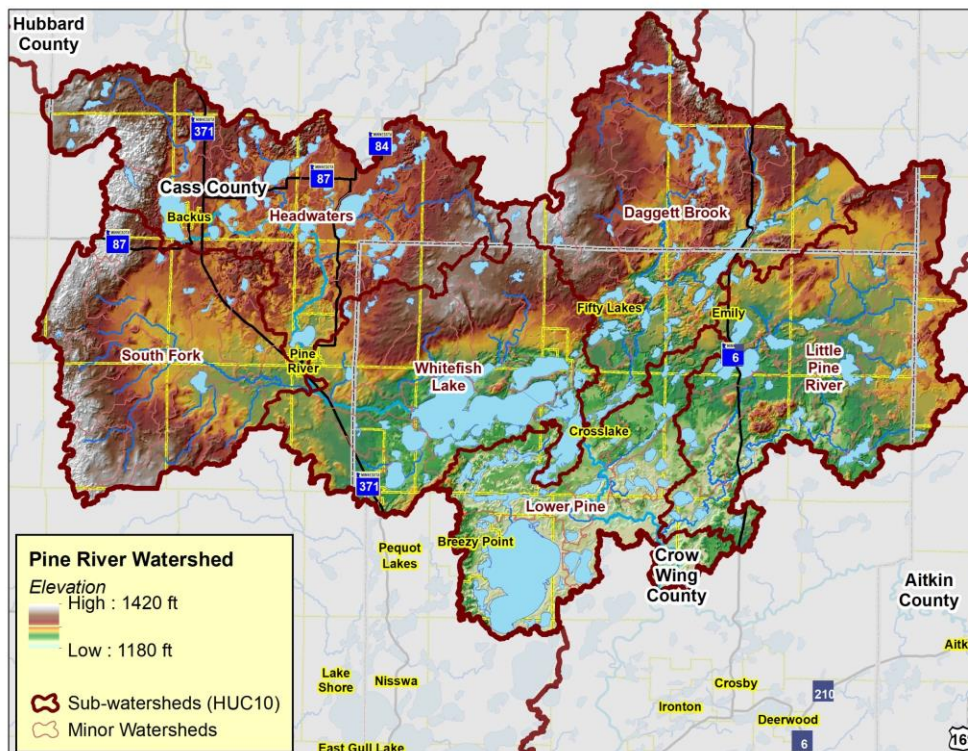 Hubbard
County
371
84
87
Cass County
Backus
Headwaters
Daggett Brook
87
Fifty Lakes
Emily
South Fork
Pine
River
Whitefish
Lake
6
Little
Pine
River
Crosslake
371
Lower Pine
Pequot
Lakes
Breezy Point
Crow
Wing
County
Aitkin
County
Pine River Watershed
Elevation
High : 1420 ft
Low : 1180 ft
Sub-watersheds (HUC10)
Minor Watersheds
Lake
Shore
Nisswa
East Gull Lake
Crosby
Ironton
Deerwood
210
6
Aitk
16